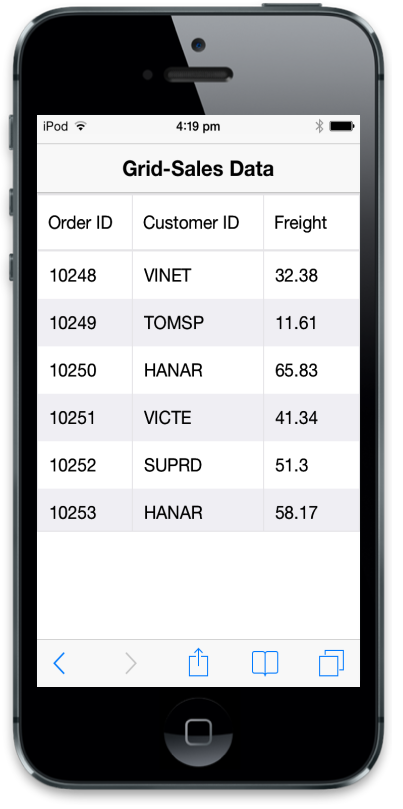 iPod 4:19 pm
Grid-Sales Data
Order ID Customer ID Freight
10248 VINET 32.38
10249 TOMSP 11.61
10250 HANAR 65.83
10251 VICTE 41.34
10252 SUPRD 51.3
10253 HANAR 58.17